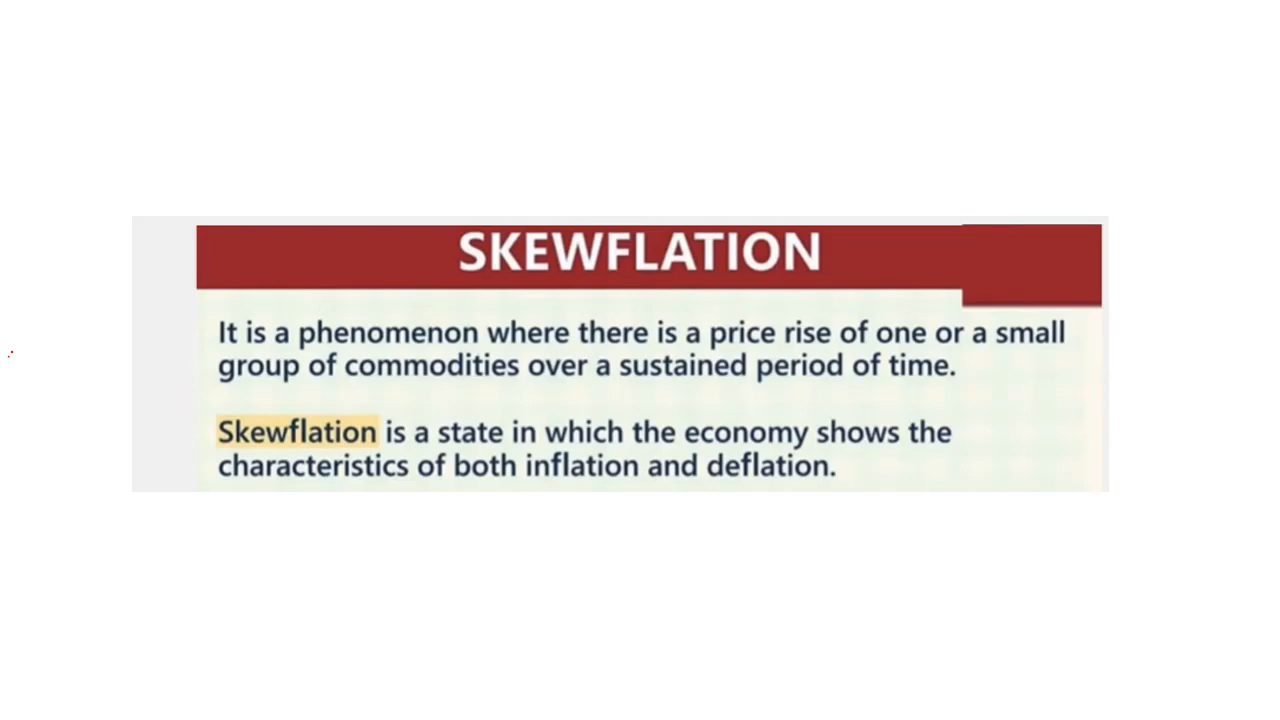 SKEWFLATION
It is a phenomenon where there is a price rise of one or a small
group of commodities over a sustained period of time.
Skewflation is a state in which the economy shows the
characteristics of both inflation and deflation.